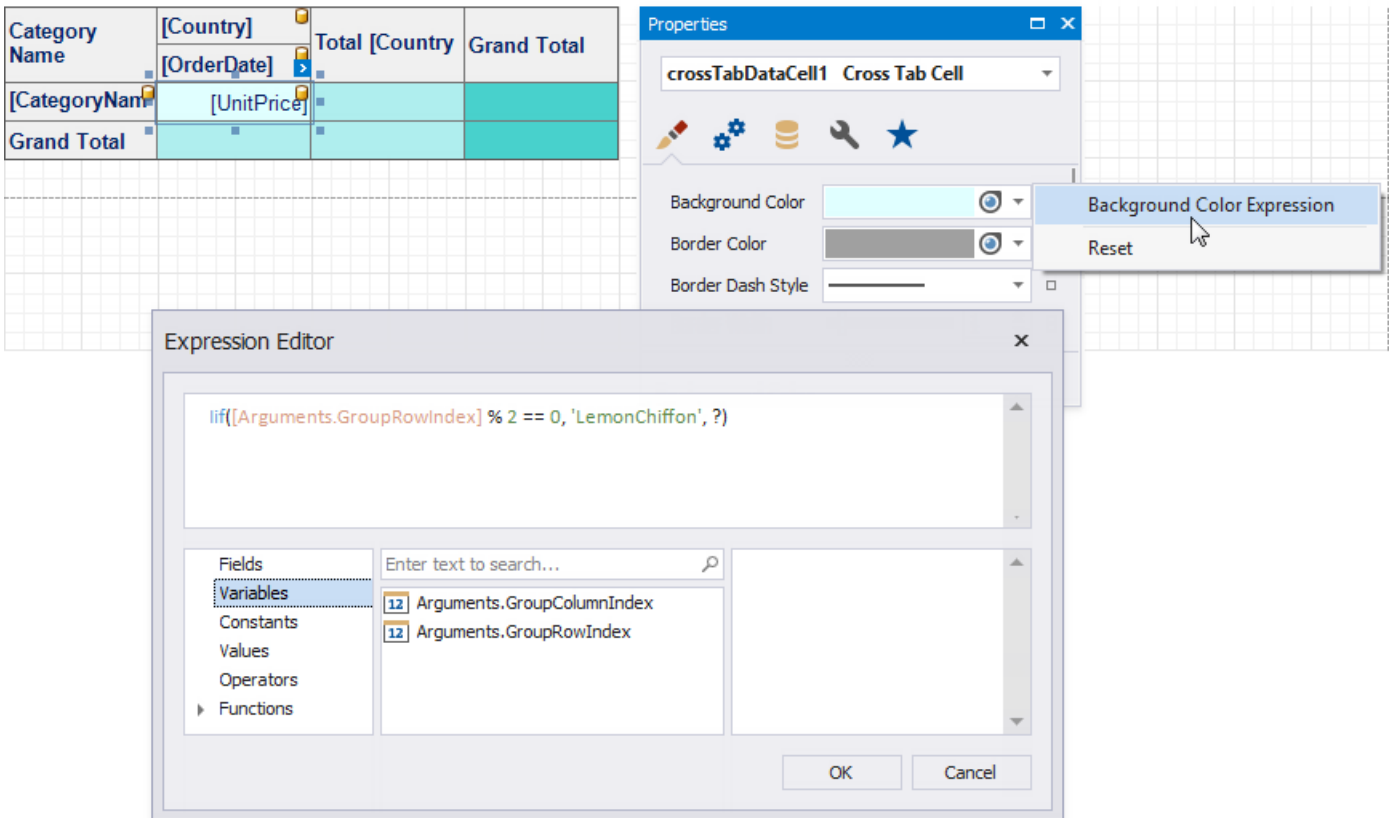 Category
Name
[Country]
[OrderDate]
Total [Country
Grand Total
[CategoryNam
[UnitPrice]
Grand Total
Properties
crossTabDataCell1 Cross Tab Cell
Background Color
Border Color
Border Dash Style
Background Color Expression
Reset
Expression Editor
Iif([Arguments.GroupRowIndex] % 2 == 0, 'LemonChiffon', ?)
Fields
Variables
Constants
Values
Operators
Functions
Enter text to search...
12 Arguments.GroupColumnIndex
12 Arguments.GroupRowIndex
OK
Cancel